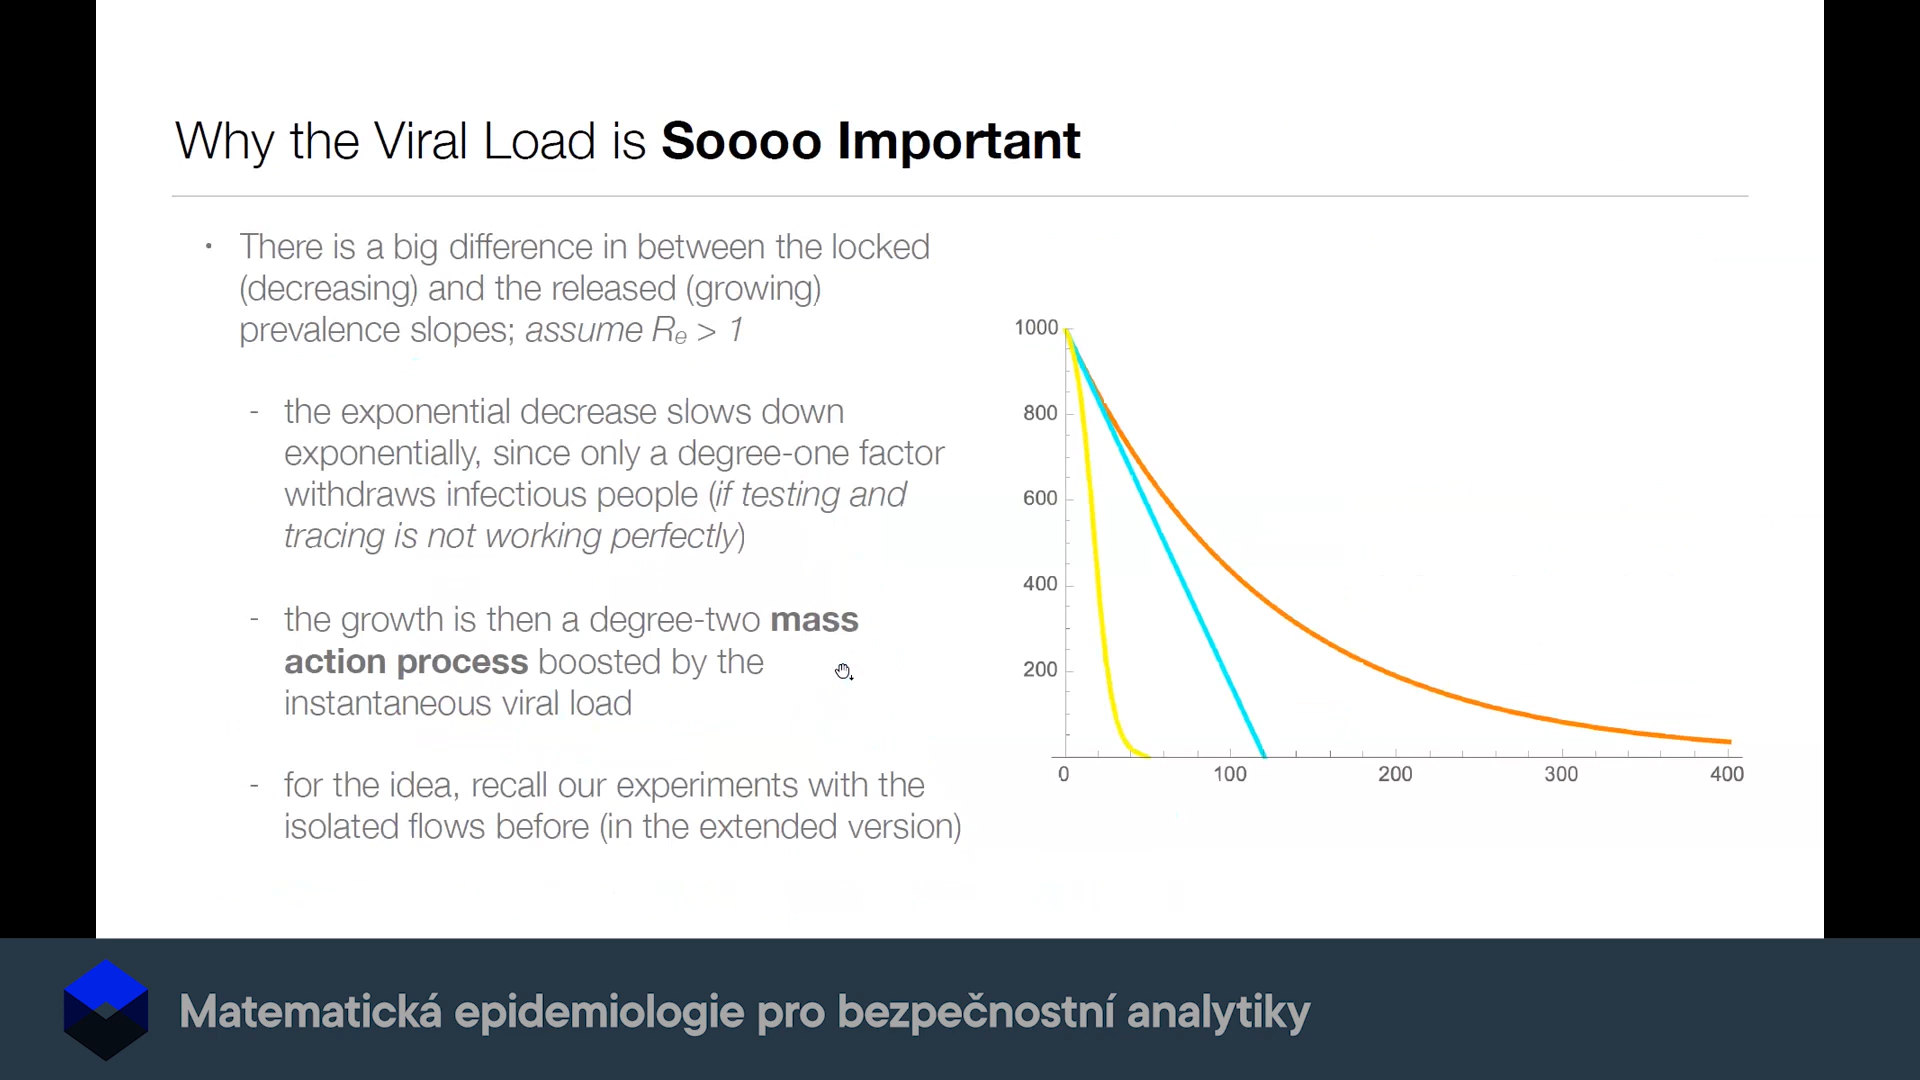 Why the Viral Load is Soooo Important
• There is a big difference in between the locked
(decreasing) and the released (growing)
prevalence slopes; assume Re > 1
- the exponential decrease slows down
exponentially, since only a degree-one factor
withdraws infectious people (if testing and
tracing is not working perfectly)
- the growth is then a degree-two mass
action process boosted by the
instantaneous viral load
- for the idea, recall our experiments with the
isolated flows before (in the extended version)
1000
800
600
400
200
0 100 200 300 400
Matematická epidemiologie pro bezpečnostní analytiky